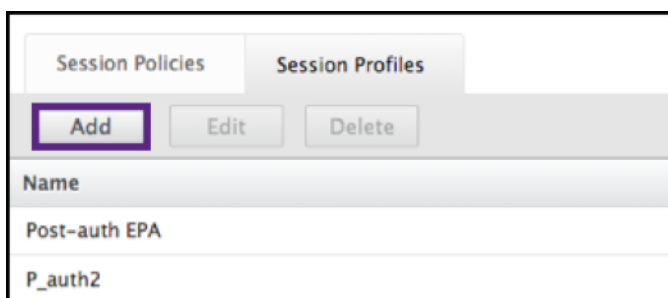 Session Policies Session Profiles
Add Edit Delete
Name
Post-auth EPA
P_auth2